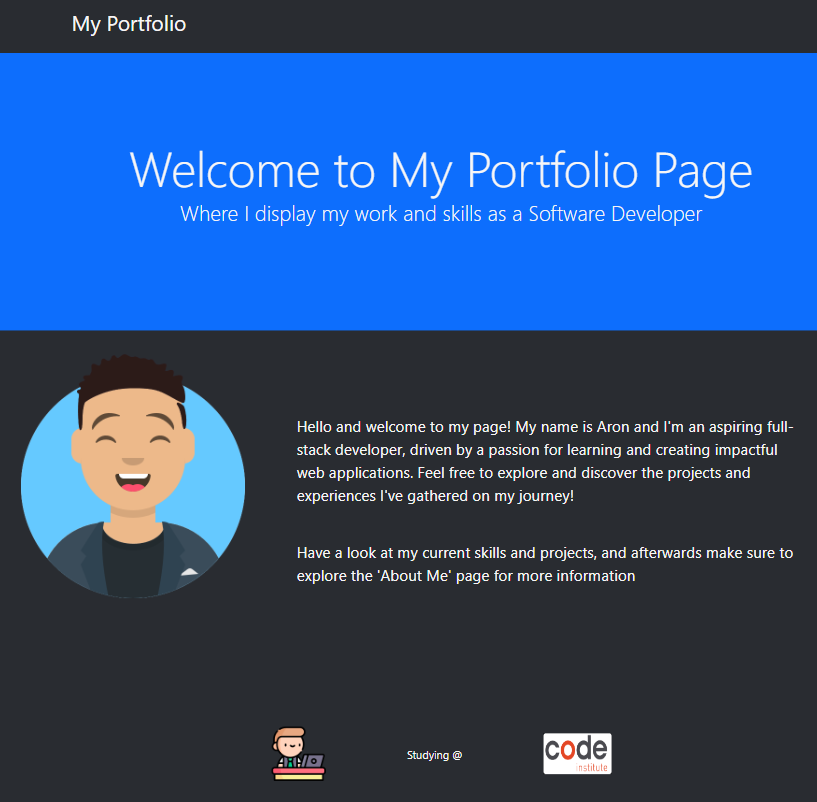 My Portfolio
Welcome to My Portfolio Page
Where I display my work and skills as a Software Developer
Hello and welcome to my page! My name is Aron and I'm an aspiring full-
stack developer, driven by a passion for learning and creating impactful
web applications. Feel free to explore and discover the projects and
experiences I've gathered on my journey!
Have a look at my current skills and projects, and afterwards make sure to
explore the 'About Me' page for more information
Studying @
code
institute